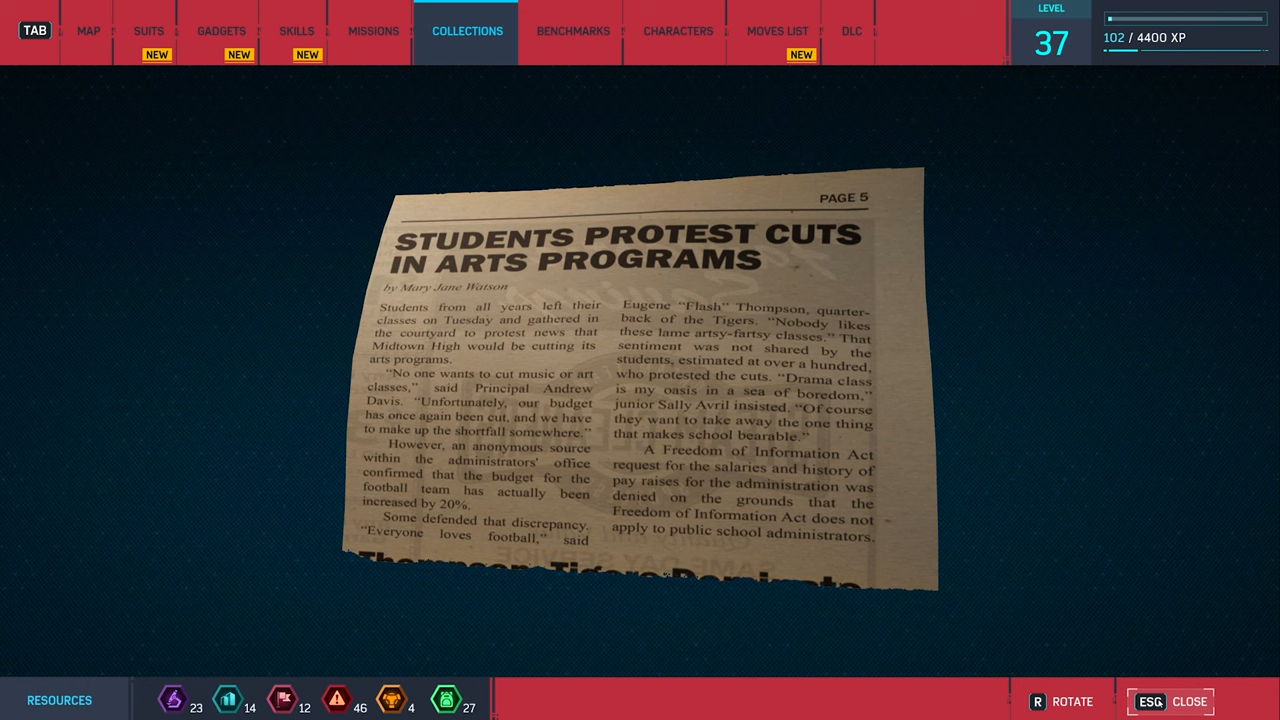 TAB MAP SUITS GADGETS SKILLS MISSIONS COLLECTIONS BENCHMARKS CHARACTERS MOVES LIST DLC
NEW NEW NEW NEW
LEVEL
37
102 / 4400 XP
PAGE 5
STUDENTS PROTEST CUTS
IN ARTS PROGRAMS
by Mary Jane Watson
Students from all years left their
classes on Tuesday and gathered in
the courtyard to protest news that
Midtown High would be cutting its
arts programs.
"No one wants to cut music or art
classes," said Principal Andrew
Davis. "Unfortunately, our budget
has once again been cut, and we have
to make up the shortfall somewhere."
However, an anonymous source
within the administrators' office
confirmed that the budget for the
football team has actually been
increased by 20%.
Some defended that discrepancy.
"Everyone loves football," said
Eugene "Flash" Thompson, quarter-
back of the Tigers. "Nobody likes
these lame artsy-fartsy classes." That
sentiment was not shared by the
students, estimated at over a hundred,
who protested the cuts. "Drama class
is my oasis in a sea of boredom,"
junior Sally Avril insisted. "Of course
they want to take away the one thing
that makes school bearable."
A Freedom of Information Act
request for the salaries and history of
pay raises for the administration was
denied on the grounds that the
Freedom of Information Act does not
apply to public school administrators.
Thompson, Tigers Dominate
SAME DAY SERVICE
RESOURCES 23 14 12 46 4 27
R ROTATE ESC CLOSE